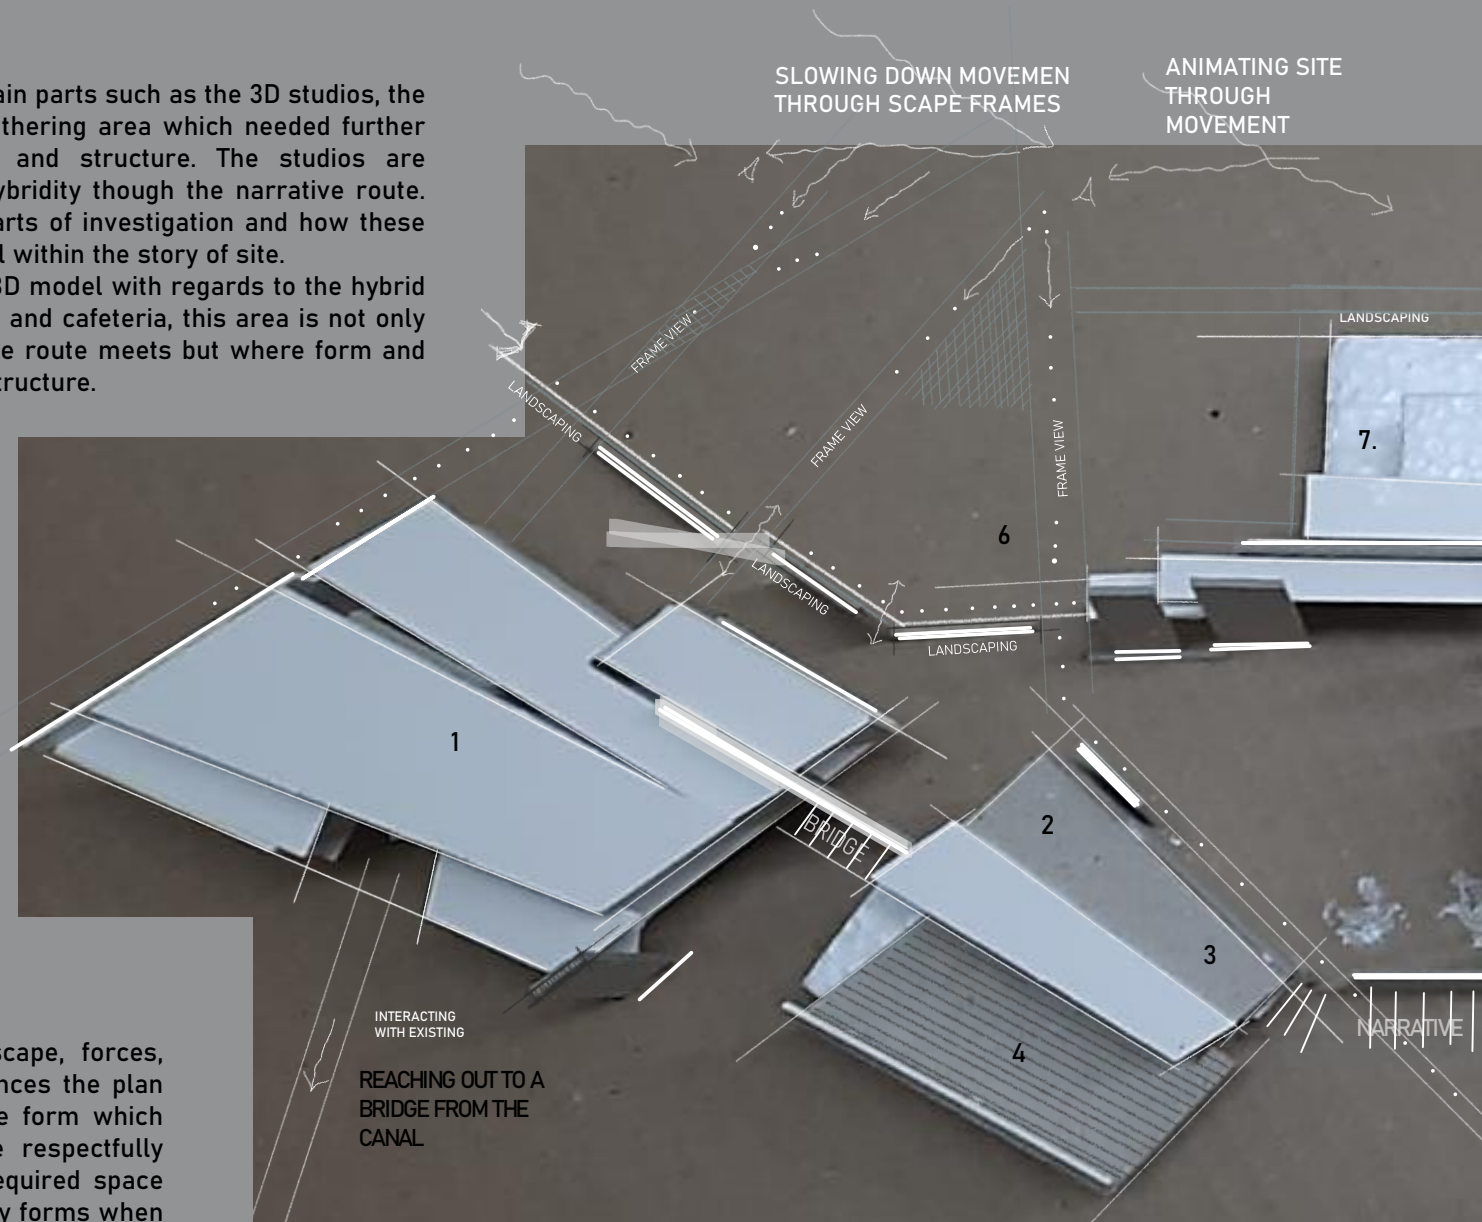 ain parts such as the 3D studios, the
thering area which needed further
and structure. The studios are
ybridity though the narrative route.
arts of investigation and how these
l within the story of site.
3D model with regards to the hybrid
and cafeteria, this area is not only
e route meets but where form and
tructure.
SLOWING DOWN MOVEMEN
THROUGH SCAPE FRAMES
ANIMATING SITE
THROUGH
MOVEMENT
LANDSCAPING
FRAME VIEW
LANDSCAPING
FRAME VIEW
FRAME VIEW
7.
6
LANDSCAPING
LANDSCAPING
1
BRIDGE
2
3
4
NARRATIVE
INTERACTING
WITH EXISTING
REACHING OUT TO A
BRIDGE FROM THE
CANAL
scape, forces,
nces the plan
e form which
e respectfully
equired space
y forms when